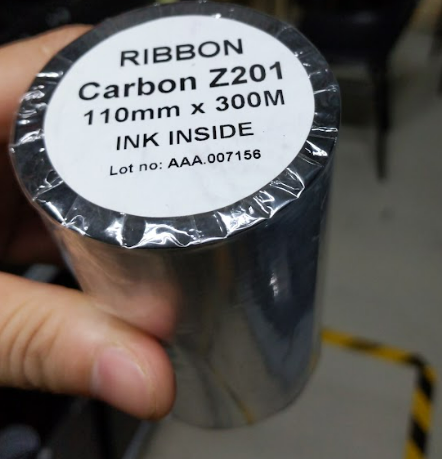 RIBBON
Carbon Z201
110mm x 300M
INK INSIDE
Lot no: AAA.007156